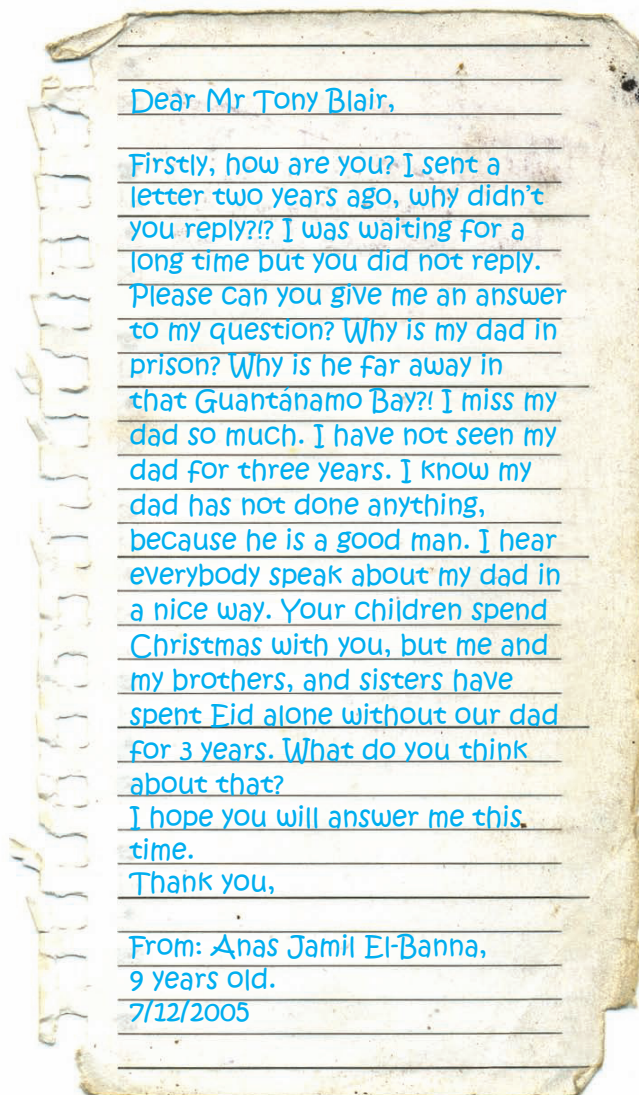 Dear Mr Tony Blair,
Firstly, how are you? I sent a
letter two years ago, why didn't
you reply?!? I was waiting for a
long time but you did not reply.
Please can you give me an answer
to my question? Why is my dad in
prison? Why is he far away in
that Guantánamo Bay?! I miss my
dad so much. I have not seen my
dad for three years. I know my
dad has not done anything,
because he is a good man. I hear
everybody speak about my dad in
a nice way. Your children spend
Christmas with you, but me and
my brothers, and sisters have
spent Eid alone without our dad
for 3 years. What do you think
about that?
I hope you will answer me this
time.
Thank you,
From: Anas Jamil El-Banna,
9 years old.
7/12/2005